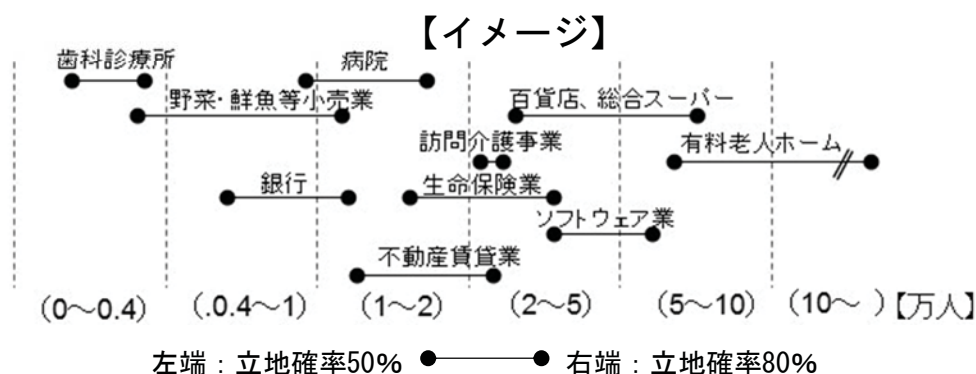 【イメージ】
歯科診療所
病院
野菜・鮮魚等小売業
百貨店、総合スーパー
訪問介護事業
有料老人ホーム
銀行
生命保険業
ソフトウェア業
不動産賃貸業
(0～0.4) (.0.4～1) (1～2) (2～5) (5～10) (10～ )【万人】
左端：立地確率50% 右端：立地確率80%